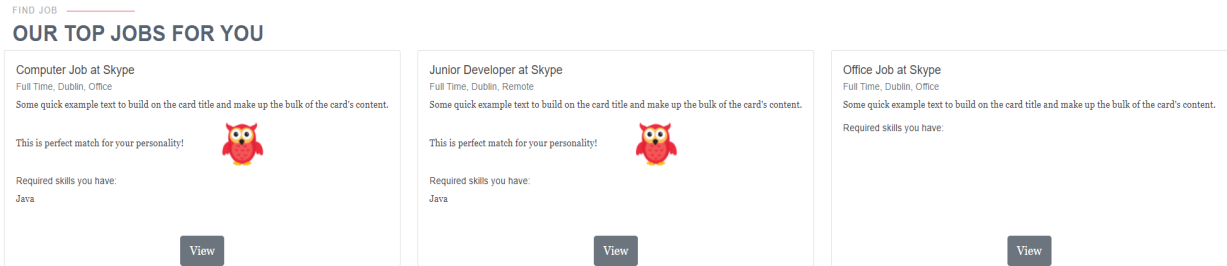 FIND JOB
OUR TOP JOBS FOR YOU
Computer Job at Skype
Full Time, Dublin, Office
Some quick example text to build on the card title and make up the bulk of the card's content.
This is perfect match for your personality!
Required skills you have:
Java
View
Junior Developer at Skype
Full Time, Dublin, Remote
Some quick example text to build on the card title and make up the bulk of the card's content.
This is perfect match for your personality!
Required skills you have:
Java
View
Office Job at Skype
Full Time, Dublin, Office
Some quick example text to build on the card title and make up the bulk of the card's content.
Required skills you have:
View